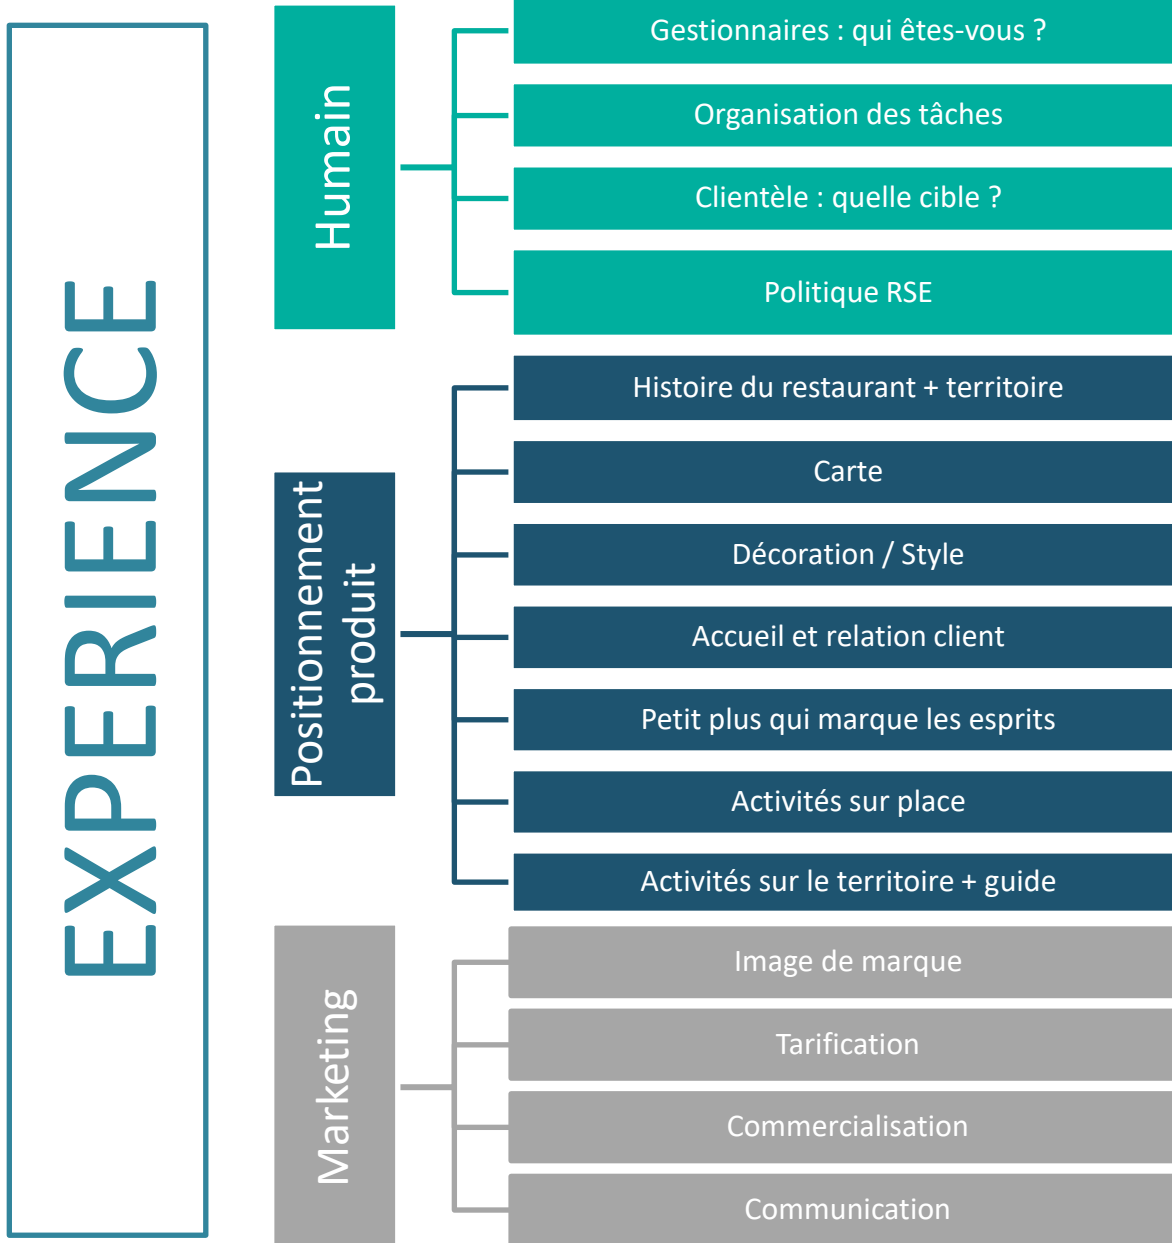 EXPERIENCE
Humain
Gestionnaires : qui êtes-vous ?
Organisation des tâches
Clientèle : quelle cible ?
Politique RSE
Positionnement
produit
Histoire du restaurant + territoire
Carte
Décoration / Style
Accueil et relation client
Petit plus qui marque les esprits
Activités sur place
Activités sur le territoire + guide
Marketing
Image de marque
Tarification
Commercialisation
Communication